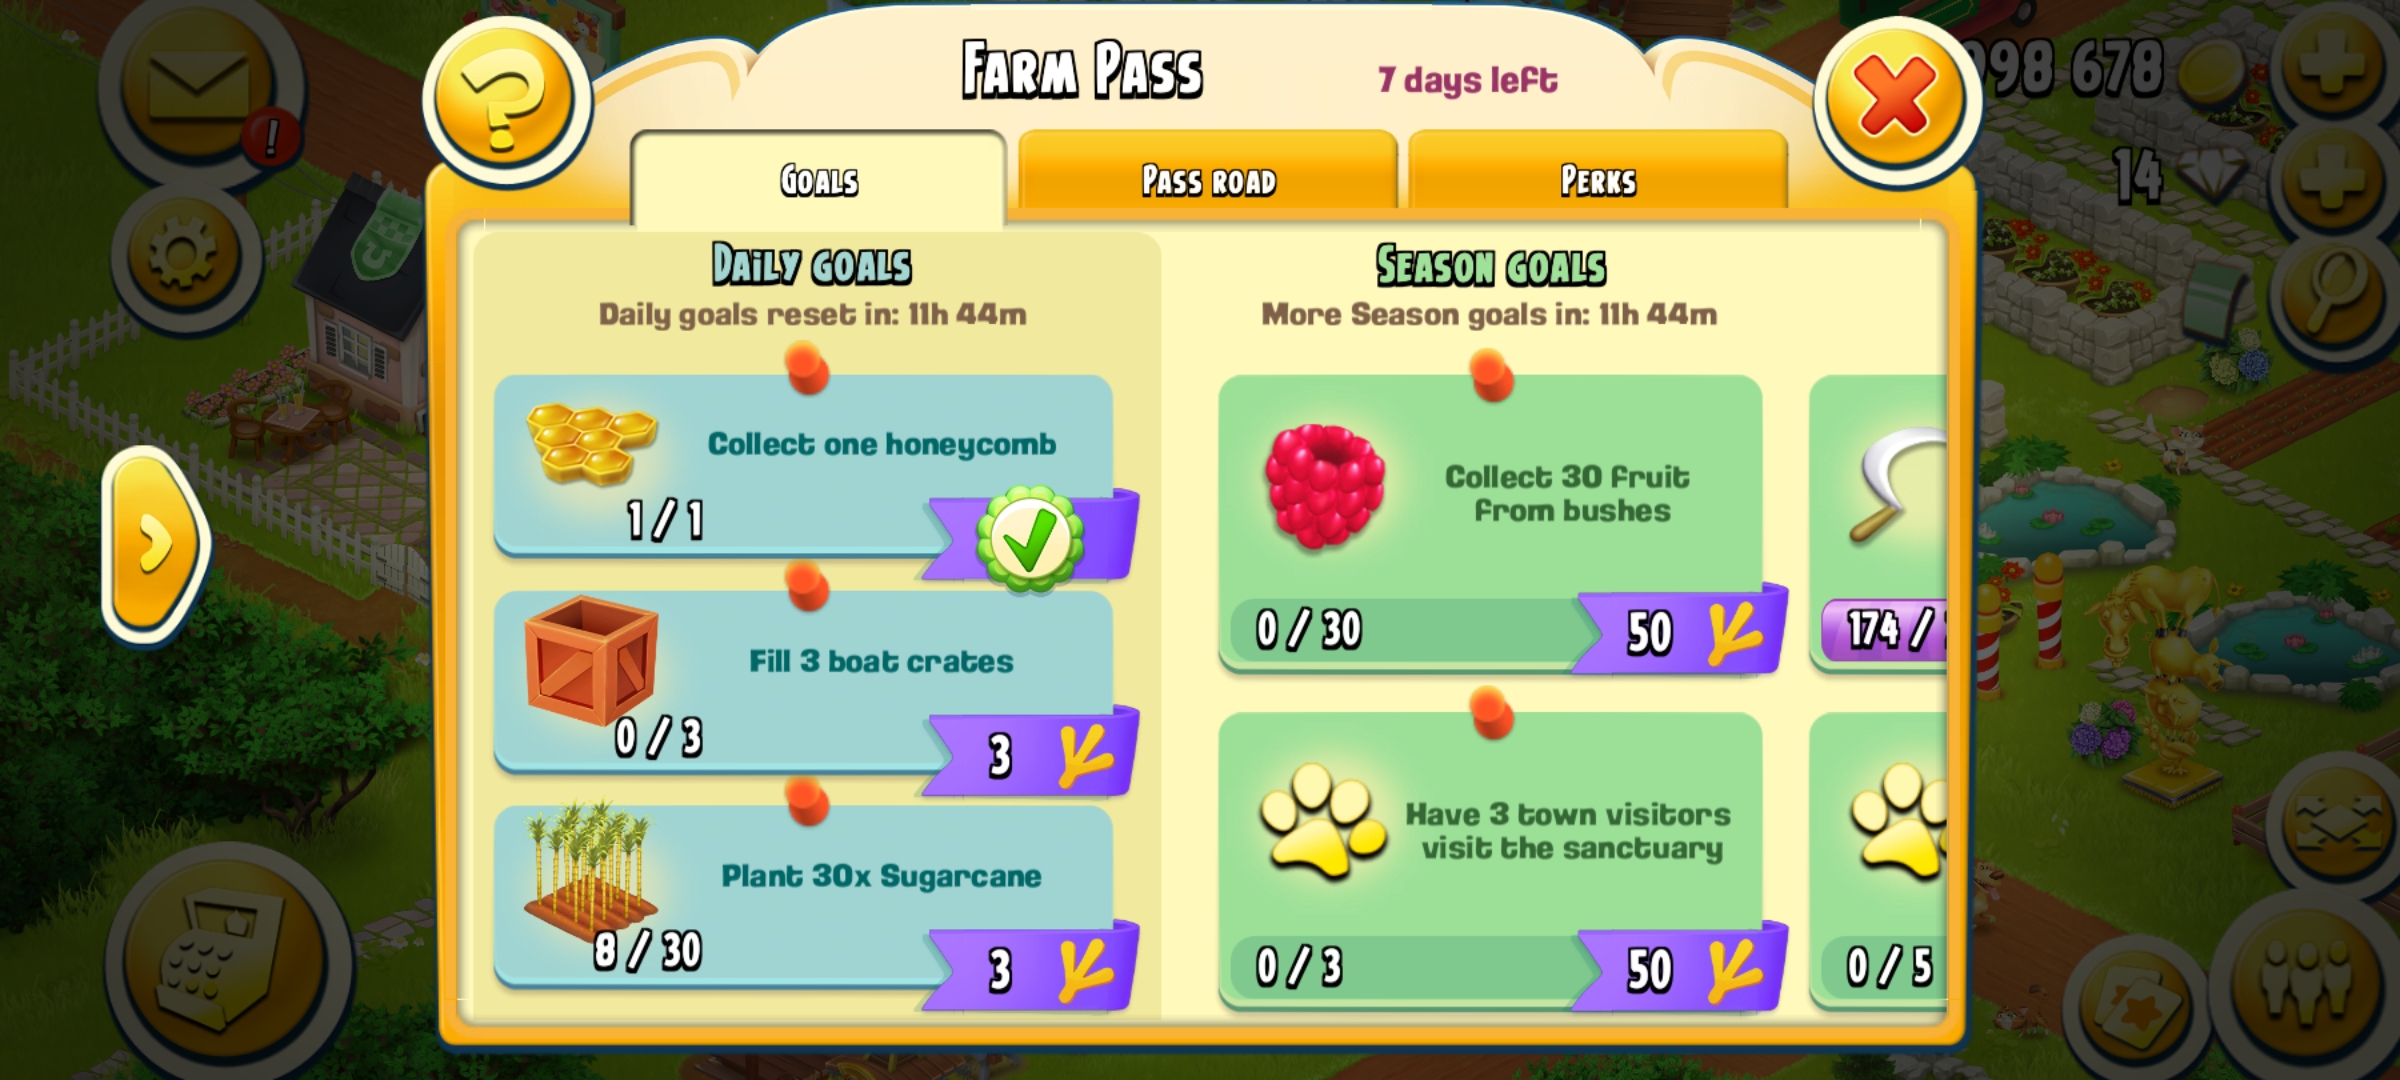 FARM PASS
7 days left
998 678
14
GOALS
PASS ROAD
PERKS
DAILY GOALS
Daily goals reset in: 11h 44m
Collect one honeycomb
1 / 1
Fill 3 boat crates
0 / 3
3
Plant 30x Sugarcane
8 / 30
3
SEASON GOALS
More Season goals in: 11h 44m
Collect 30 fruit
from bushes
0 / 30
50
174 /
Have 3 town visitors
visit the sanctuary
0 / 3
50
0 / 5